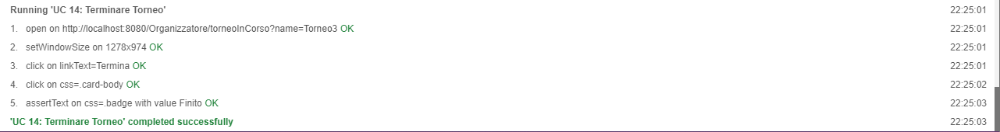 Running 'UC 14: Terminare Torneo' 22:25:01
1. open on http://localhost:8080/Organizzatore/torneoInCorso?name=Torneo3 OK 22:25:01
2. setWindowSize on 1278x974 OK 22:25:01
3. click on linkText=Termina OK 22:25:01
4. click on css=.card-body OK 22:25:02
5. assertText on css=.badge with value Finito OK 22:25:03
'UC 14: Terminare Torneo' completed successfully 22:25:03